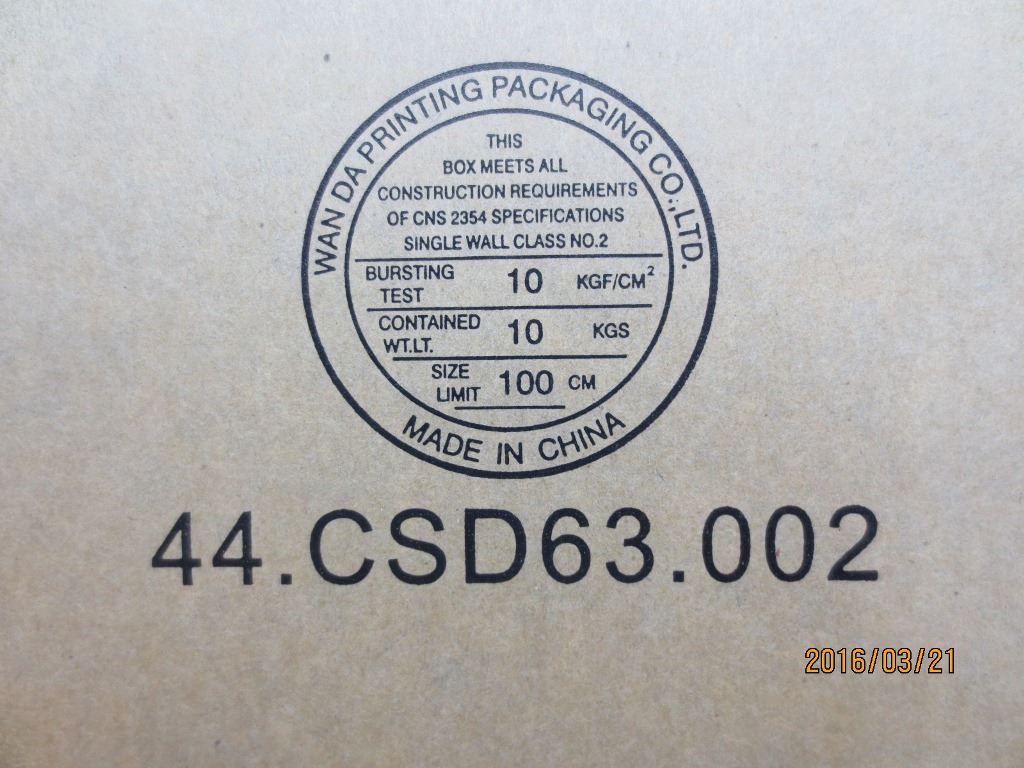 WAN DA PRINTING PACKAGING CO.,LTD.
THIS
BOX MEETS ALL
CONSTRUCTION REQUIREMENTS
OF CNS 2354 SPECIFICATIONS
SINGLE WALL CLASS NO.2
BURSTING TEST 10 KGF/CM²
CONTAINED WT.LT. 10 KGS
SIZE LIMIT 100 CM
MADE IN CHINA
44.CSD63.002
2016/03/21